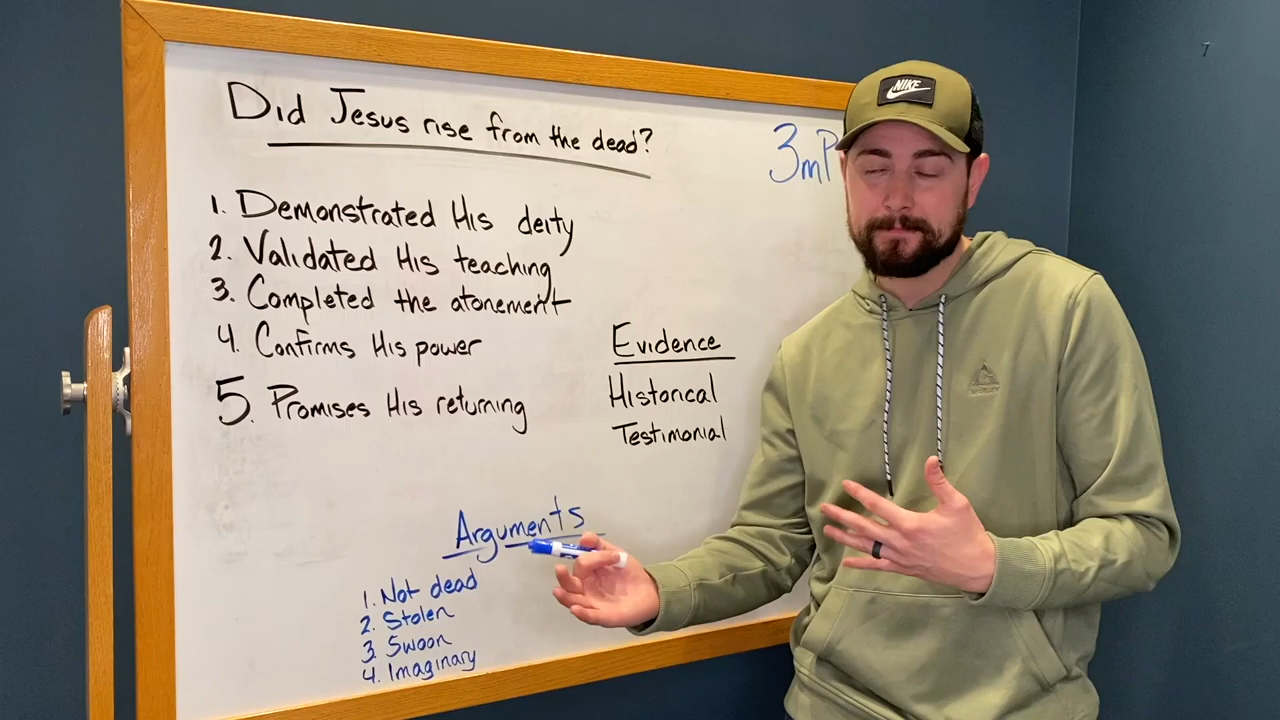 Did Jesus rise from the dead?
3mP
1. Demonstrated His deity
2. Validated His teaching
3. Completed the atonement
4. Confirms His power
5. Promises His returning
Evidence
Historical
Testimonial
Arguments
1. Not dead
2. Stolen
3. Swoon
4. Imaginary
NIKE